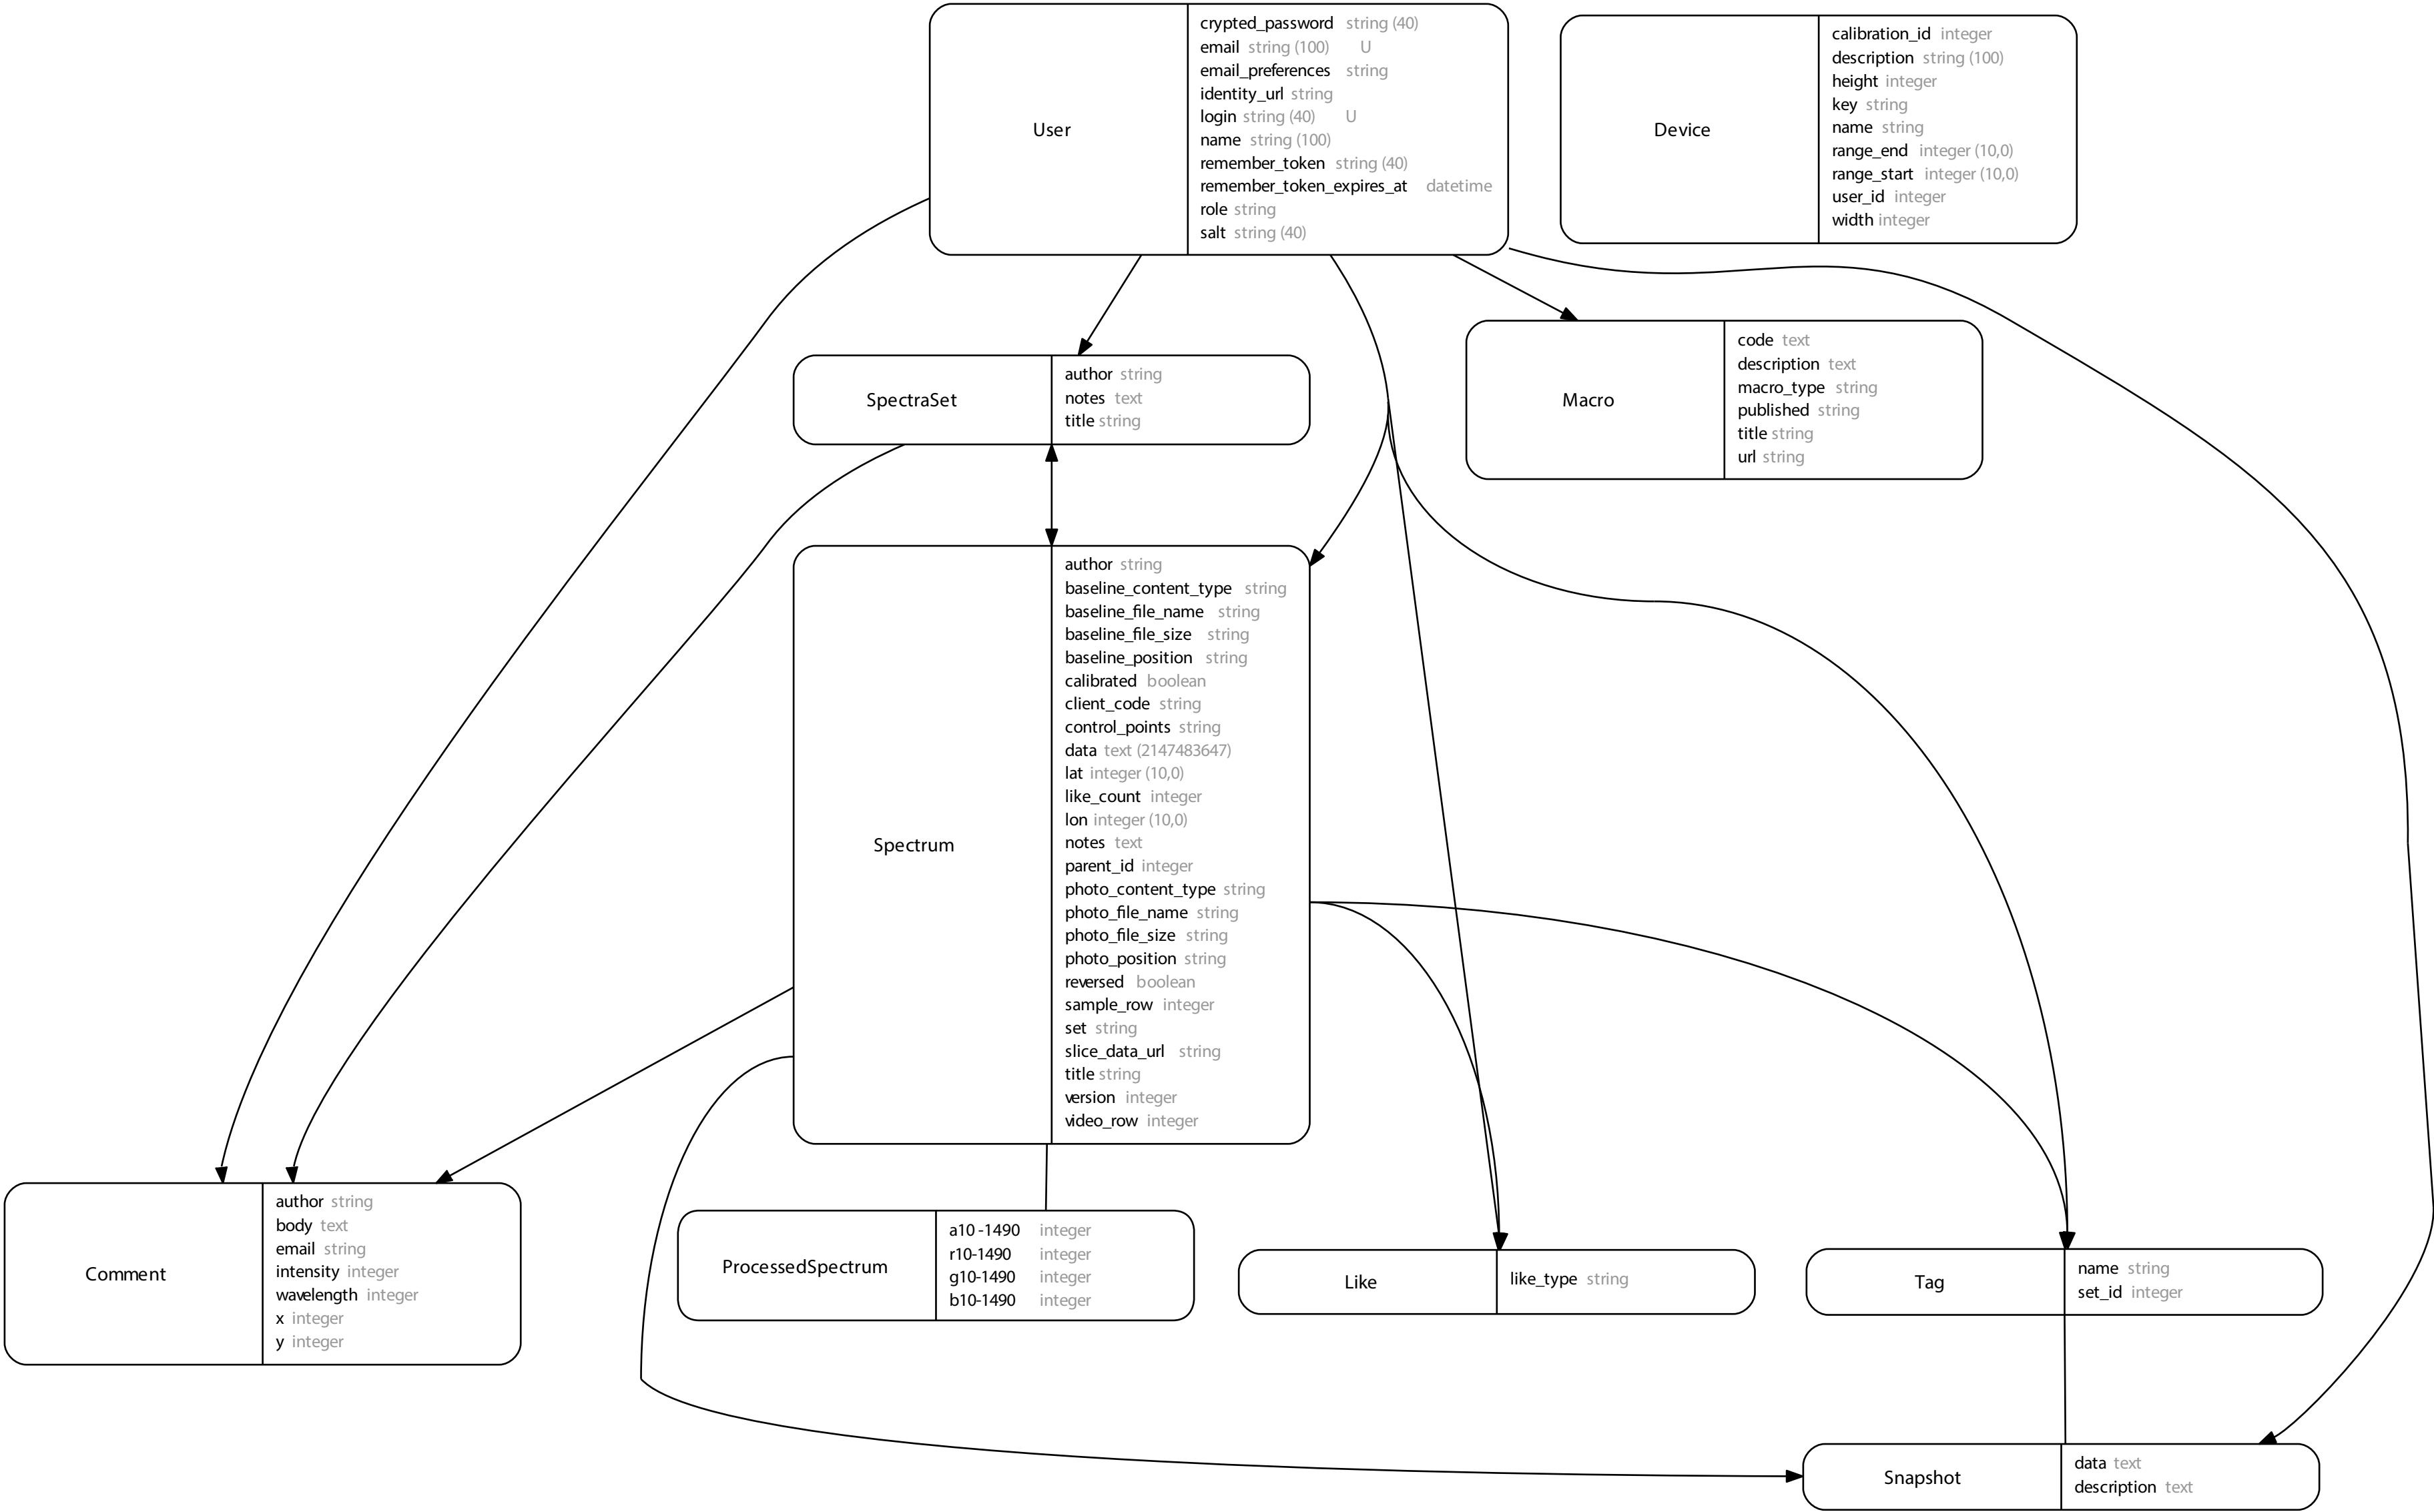 User
crypted_password string (40)
email string (100) U
email_preferences string
identity_url string
login string (40) U
name string (100)
remember_token string (40)
remember_token_expires_at datetime
role string
salt string (40)
Device
calibration_id integer
description string (100)
height integer
key string
name string
range_end integer (10,0)
range_start integer (10,0)
user_id integer
width integer
SpectraSet
author string
notes text
title string
Macro
code text
description text
macro_type string
published string
title string
url string
Spectrum
author string
baseline_content_type string
baseline_file_name string
baseline_file_size string
baseline_position string
calibrated boolean
client_code string
control_points string
data text (2147483647)
lat integer (10,0)
like_count integer
lon integer (10,0)
notes text
parent_id integer
photo_content_type string
photo_file_name string
photo_file_size string
photo_position string
reversed boolean
sample_row integer
set string
slice_data_url string
title string
version integer
video_row integer
Comment
author string
body text
email string
intensity integer
wavelength integer
x integer
y integer
ProcessedSpectrum
a10 -1490 integer
r10-1490 integer
g10-1490 integer
b10-1490 integer
Like
like_type string
Tag
name string
set_id integer
Snapshot
data text
description text